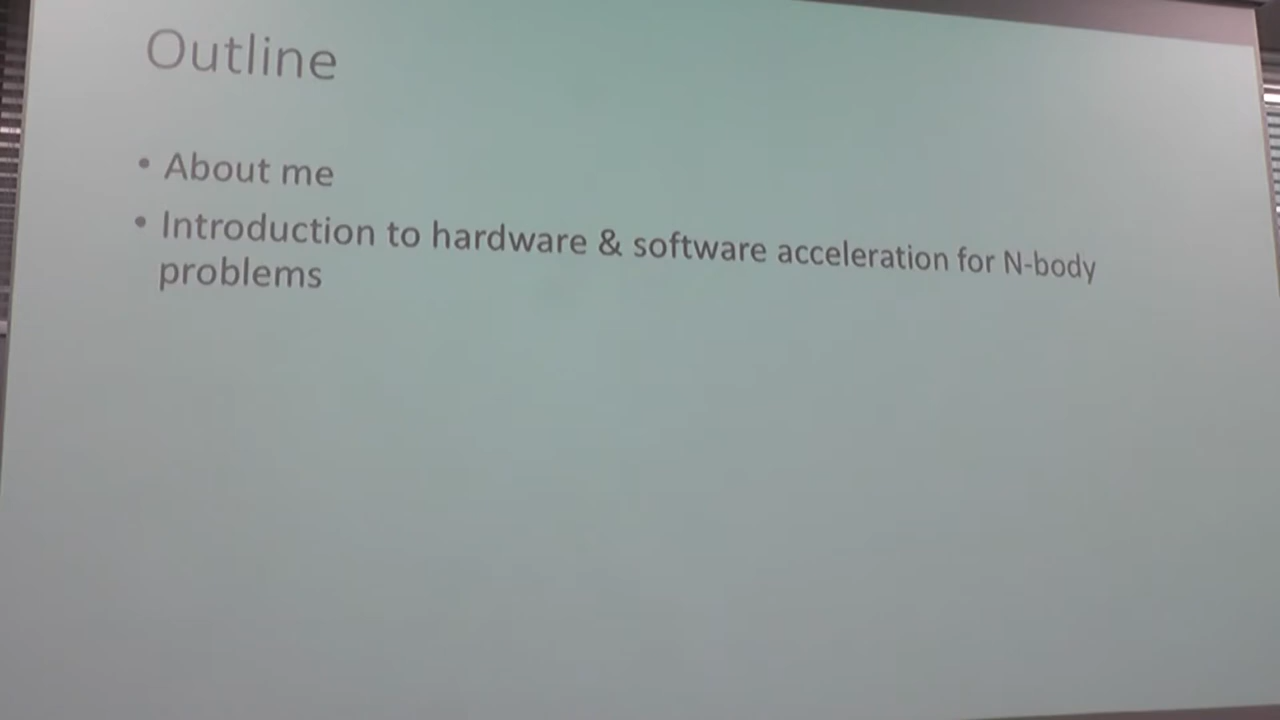 Outline
• About me
• Introduction to hardware & software acceleration for N-body
problems